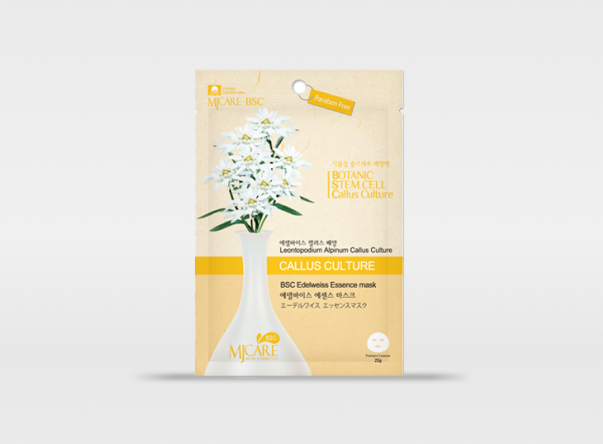 MJCARE BSC
Paraben Free
식물성 줄기세포 배양액
BOTANIC
STEM CELL
Callus Culture
에델바이스 캘러스 배양
Leontopodium Alpinum Callus Culture
CALLUS CULTURE
BSC Edelweiss Essence mask
에델바이스 에센스 마스크
エーデルワイス エッセンスマスク
BSC
MJCARE
25g